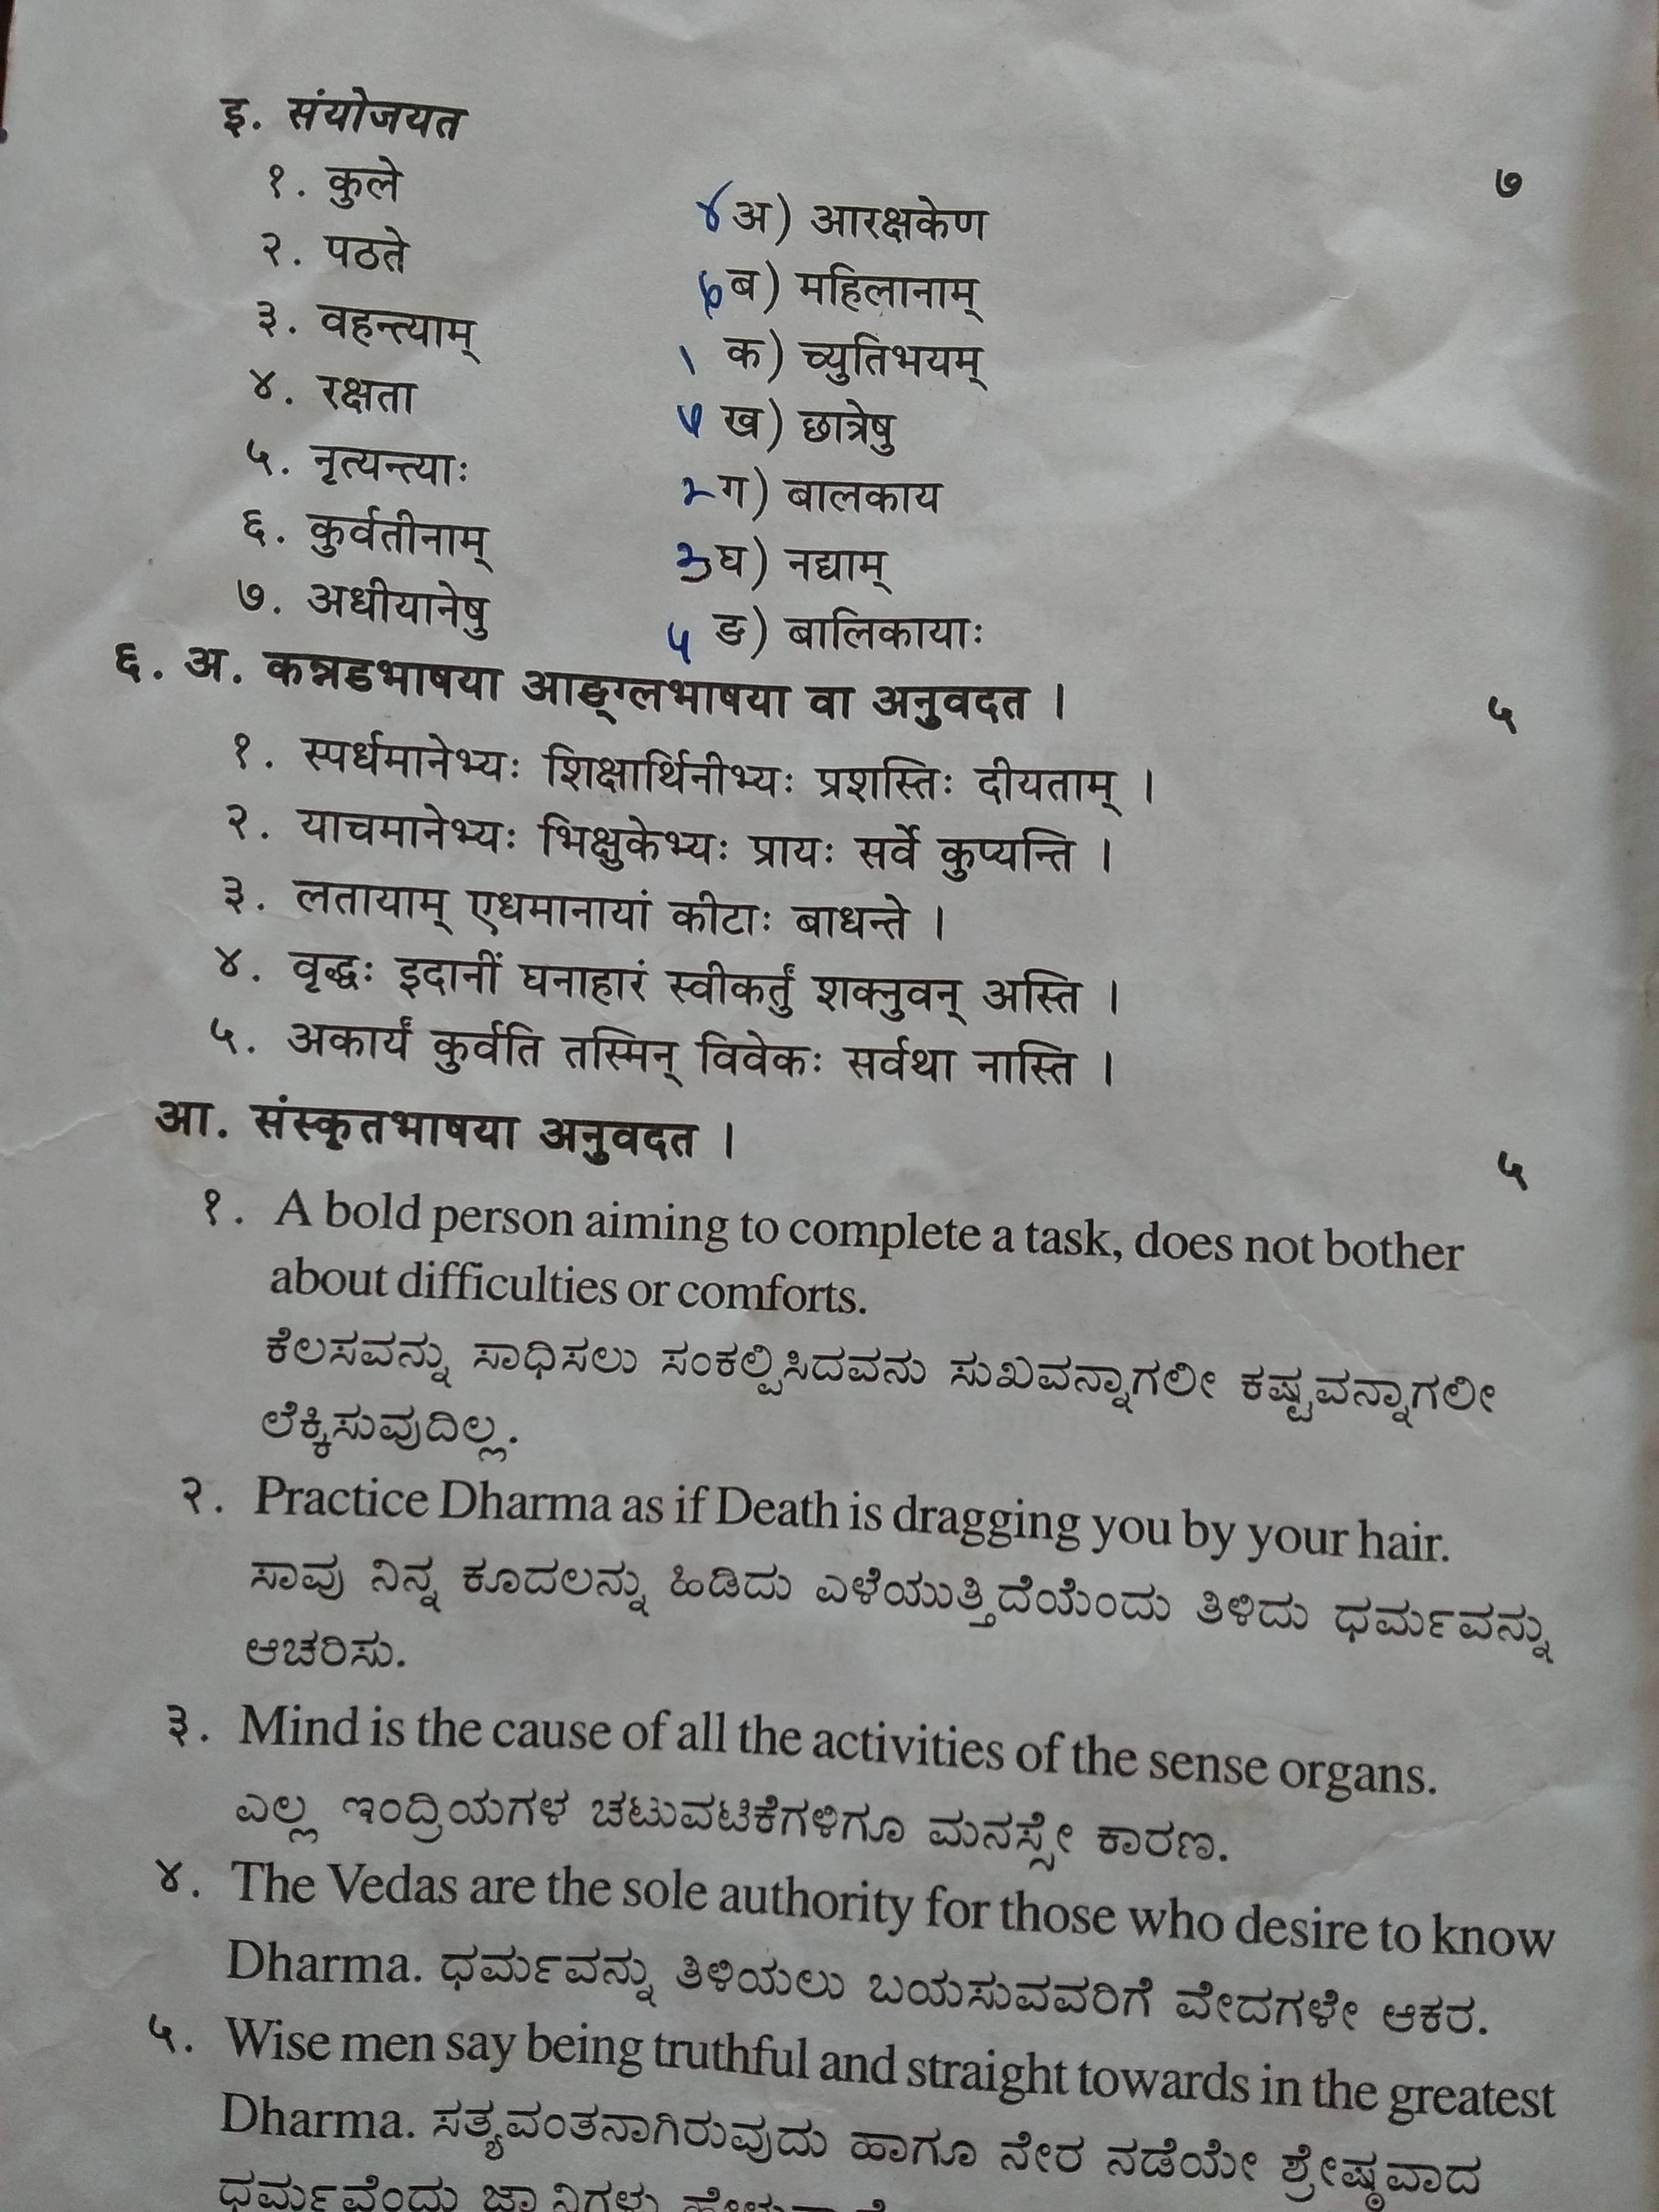 इ. संयोजयत
७
१. कुले
४ अ) आरक्षकेण
२. पठते
६ ब) महिलानाम्
३. वहन्त्याम्
१ क) च्युतिभयम्
४. रक्षता
७ ख) छात्रेषु
५. नृत्यन्त्याः
२ ग) बालकाय
६. कुर्वतीनाम्
३ घ) नद्याम्
७. अधीयानेषु
५ ङ) बालिकायाः
६. अ. कन्नडभाषया आङ्ग्लभाषया वा अनुवदत । ५
१. स्पर्धमानेभ्यः शिक्षार्थिनीभ्यः प्रशस्तिः दीयताम् ।
२. याचमानेभ्यः भिक्षुकेभ्यः प्रायः सर्वे कुप्यन्ति ।
३. लतायाम् एधमानायां कीटाः बाधन्ते ।
४. वृद्धः इदानीं घनाहारं स्वीकर्तुं शक्नुवन् अस्ति ।
५. अकार्यं कुर्वति तस्मिन् विवेकः सर्वथा नास्ति ।
आ. संस्कृतभाषया अनुवदत । ५
१. A bold person aiming to complete a task, does not bother
about difficulties or comforts.
ಕೆಲಸವನ್ನು ಸಾಧಿಸಲು ಸಂಕಲ್ಪಿಸಿದವನು ಸುಖವನ್ನಾಗಲೀ ಕಷ್ಟವನ್ನಾಗಲೀ
ಲೆಕ್ಕಿಸುವುದಿಲ್ಲ.
२. Practice Dharma as if Death is dragging you by your hair.
ಸಾವು ನಿನ್ನ ಕೂದಲನ್ನು ಹಿಡಿದು ಎಳೆಯುತ್ತಿದೆಯೆಂದು ತಿಳಿದು ಧರ್ಮವನ್ನು
ಆಚರಿಸು.
३. Mind is the cause of all the activities of the sense organs.
ಎಲ್ಲ ಇಂದ್ರಿಯಗಳ ಚಟುವಟಿಕೆಗಳಿಗೂ ಮನಸ್ಸೇ ಕಾರಣ.
४. The Vedas are the sole authority for those who desire to know
Dharma. ಧರ್ಮವನ್ನು ತಿಳಿಯಲು ಬಯಸುವವರಿಗೆ ವೇದಗಳೇ ಆಕರ.
५. Wise men say being truthful and straight towards in the greatest
Dharma. ಸತ್ಯವಂತನಾಗಿರುವುದು ಹಾಗೂ ನೇರ ನಡೆಯೇ ಶ್ರೇಷ್ಠವಾದ
ಧರ್ಮವೆಂದು ಜ್ಞಾನಿಗಳು